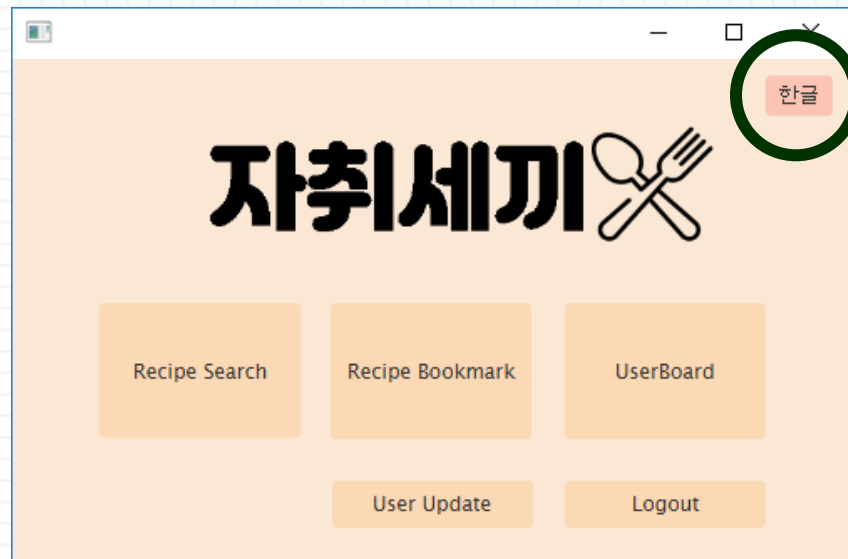 한글
자취세끼
Recipe Search
Recipe Bookmark
UserBoard
User Update
Logout